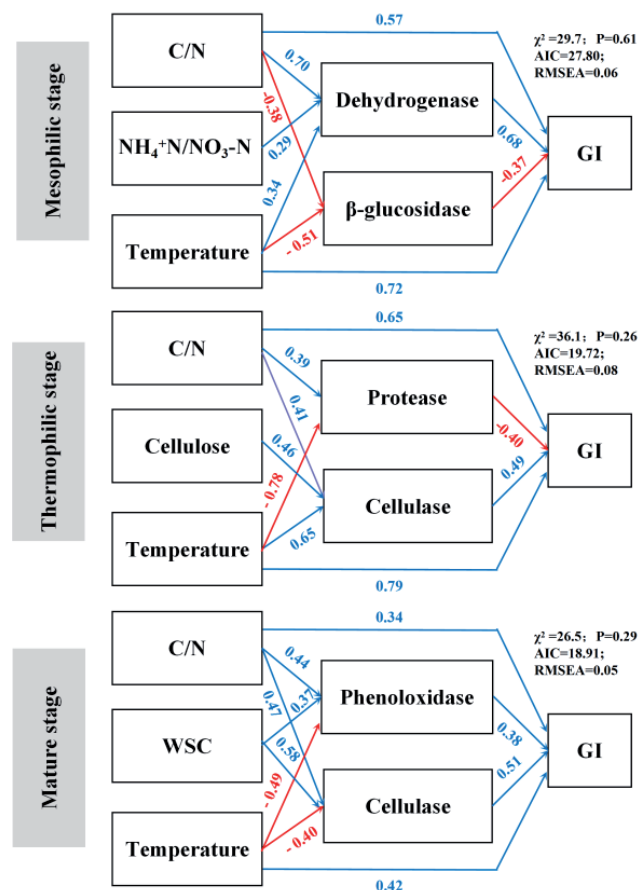 Mesophilic stage
C/N
NH₄⁺N/NO₃-N
Temperature
0.57
0.70
-0.38
0.29
0.34
- 0.51
Dehydrogenase
β-glucosidase
0.68
-0.37
0.72
GI
χ² =29.7; P=0.61
AIC=27.80;
RMSEA=0.06
Thermophilic stage
C/N
Cellulose
Temperature
0.65
0.39
0.41
0.46
- 0.78
0.65
Protease
Cellulase
-0.40
0.49
0.79
GI
χ² =36.1; P=0.26
AIC=19.72;
RMSEA=0.08
Mature stage
C/N
WSC
Temperature
0.34
0.44
0.47
0.37
0.58
- 0.49
- 0.40
Phenoloxidase
Cellulase
0.38
0.51
0.42
GI
χ² =26.5; P=0.29
AIC=18.91;
RMSEA=0.05